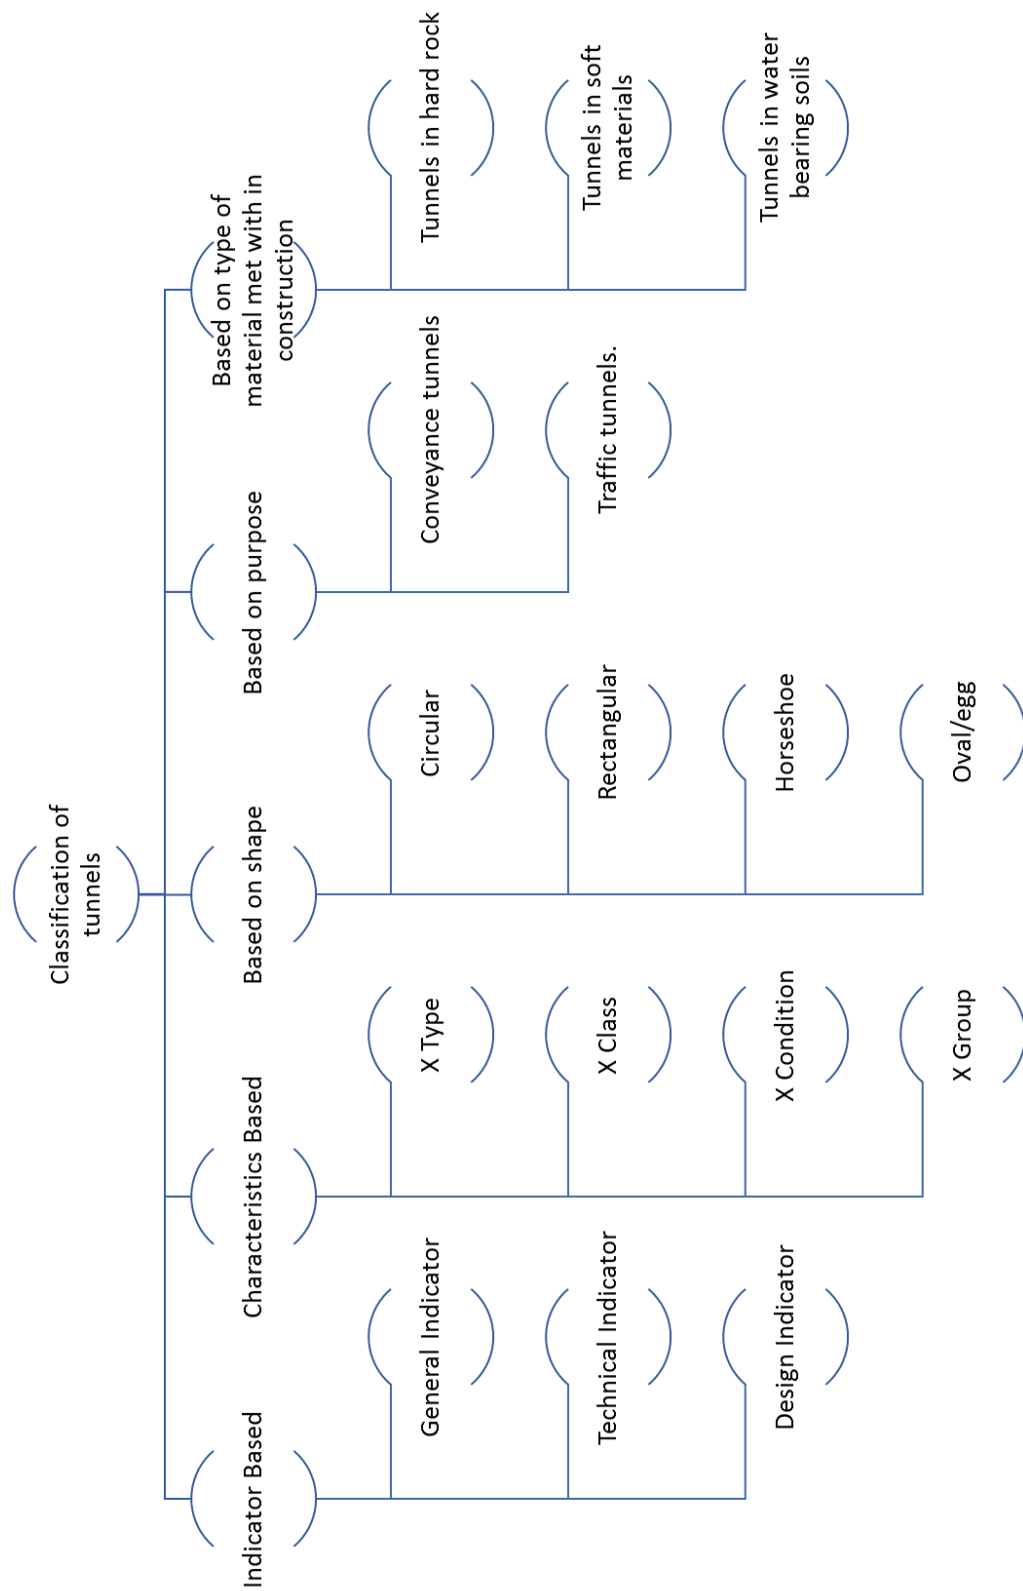 Classification of
tunnels
Indicator Based
General Indicator
Technical Indicator
Design Indicator
Characteristics Based
X Type
X Class
X Condition
X Group
Based on shape
Circular
Rectangular
Horseshoe
Oval/egg
Based on purpose
Conveyance tunnels
Traffic tunnels.
Based on type of
material met with in
construction
Tunnels in hard rock
Tunnels in soft
materials
Tunnels in water
bearing soils